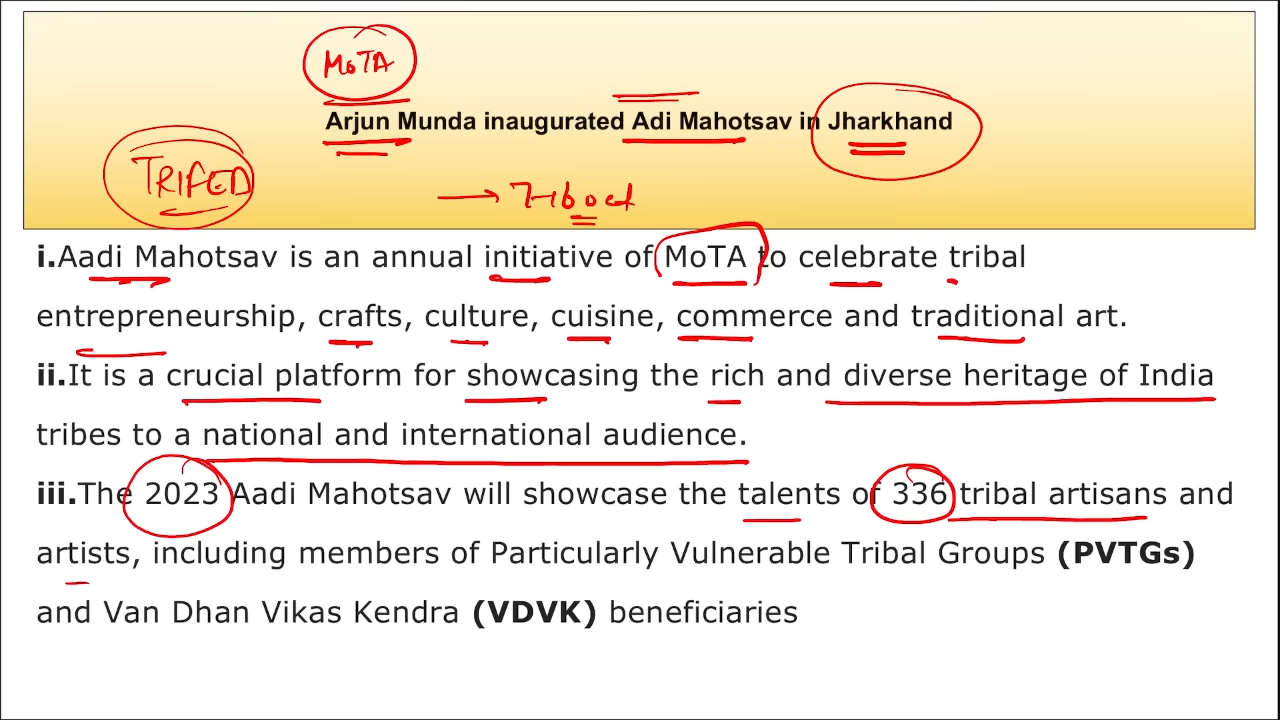 MoTA
Arjun Munda inaugurated Adi Mahotsav in Jharkhand
TRIFED
i.Aadi Mahotsav is an annual initiative of MoTA to celebrate tribal
entrepreneurship, crafts, culture, cuisine, commerce and traditional art.
ii.It is a crucial platform for showcasing the rich and diverse heritage of India
tribes to a national and international audience.
iii.The 2023 Aadi Mahotsav will showcase the talents of 336 tribal artisans and
artists, including members of Particularly Vulnerable Tribal Groups (PVTGs)
and Van Dhan Vikas Kendra (VDVK) beneficiaries